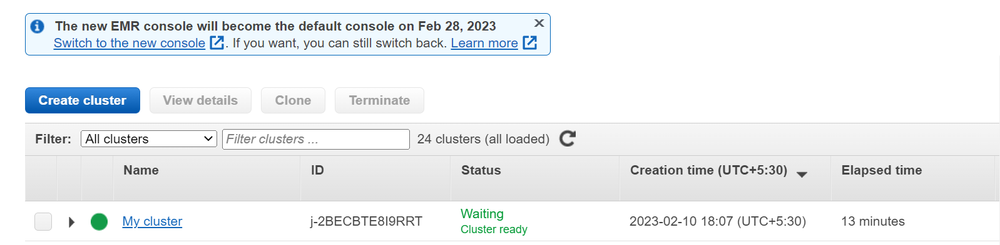 The new EMR console will become the default console on Feb 28, 2023
Switch to the new console . If you want, you can still switch back. Learn more
Create cluster View details Clone Terminate
Filter: All clusters Filter clusters ... 24 clusters (all loaded)
Name ID Status Creation time (UTC+5:30) Elapsed time
My cluster j-2BECBTE8I9RRT Waiting 2023-02-10 18:07 (UTC+5:30) 13 minutes
Cluster ready